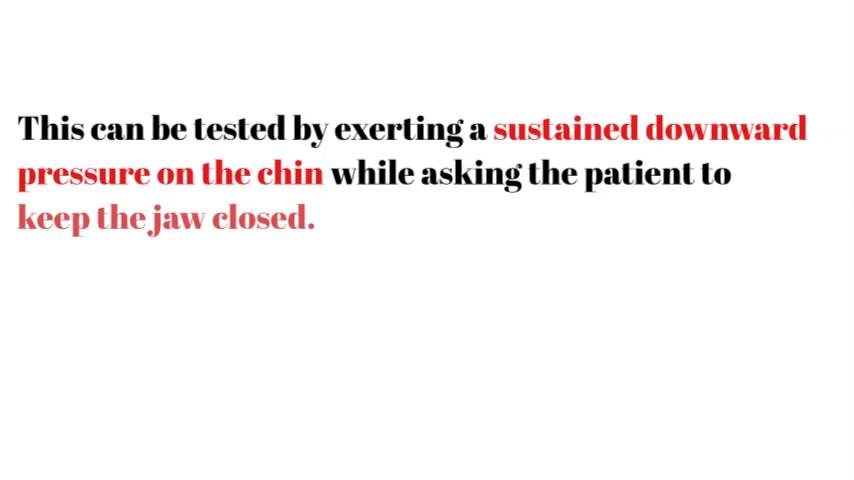 This can be tested by exerting a sustained downward
pressure on the chin while asking the patient to
keep the jaw closed.